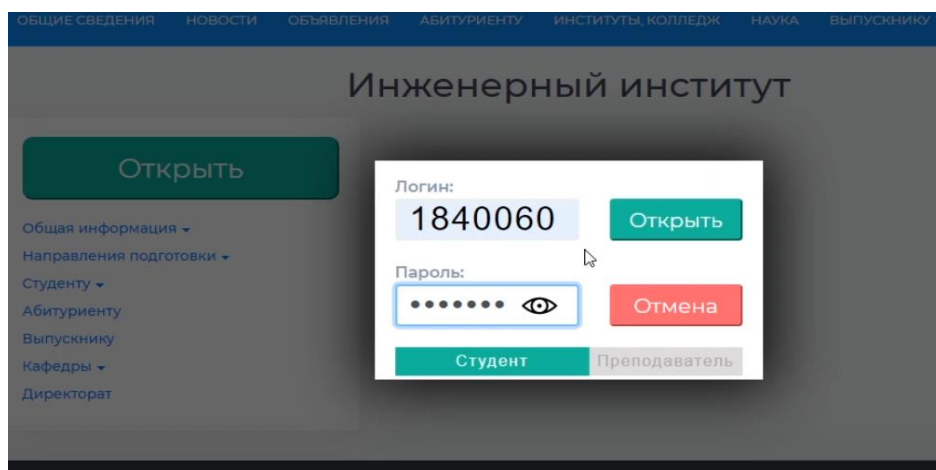 ОБЩИЕ СВЕДЕНИЯ НОВОСТИ ОБЪЯВЛЕНИЯ АБИТУРИЕНТУ ИНСТИТУТЫ, КОЛЛЕДЖ НАУКА ВЫПУСКНИКУ
Инженерный институт
Открыть
Общая информация
Направления подготовки
Студенту
Абитуриенту
Выпускнику
Кафедры
Директорат
Логин:
1840060
Открыть
Пароль:
•••••••
Отмена
Студент
Преподаватель